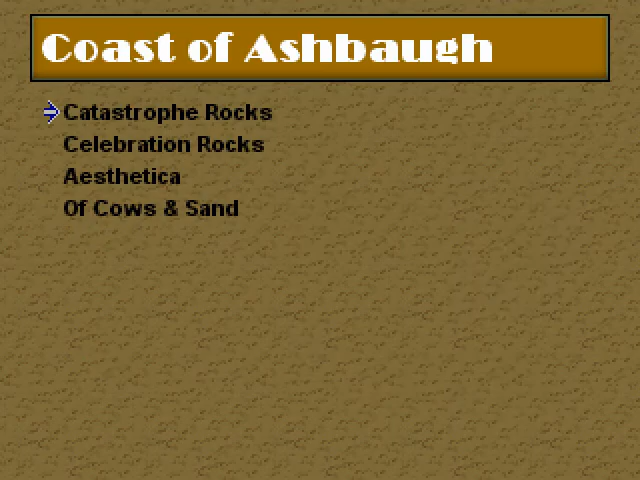 Coast of Ashbaugh
Catastrophe Rocks
Celebration Rocks
Aesthetica
Of Cows & Sand